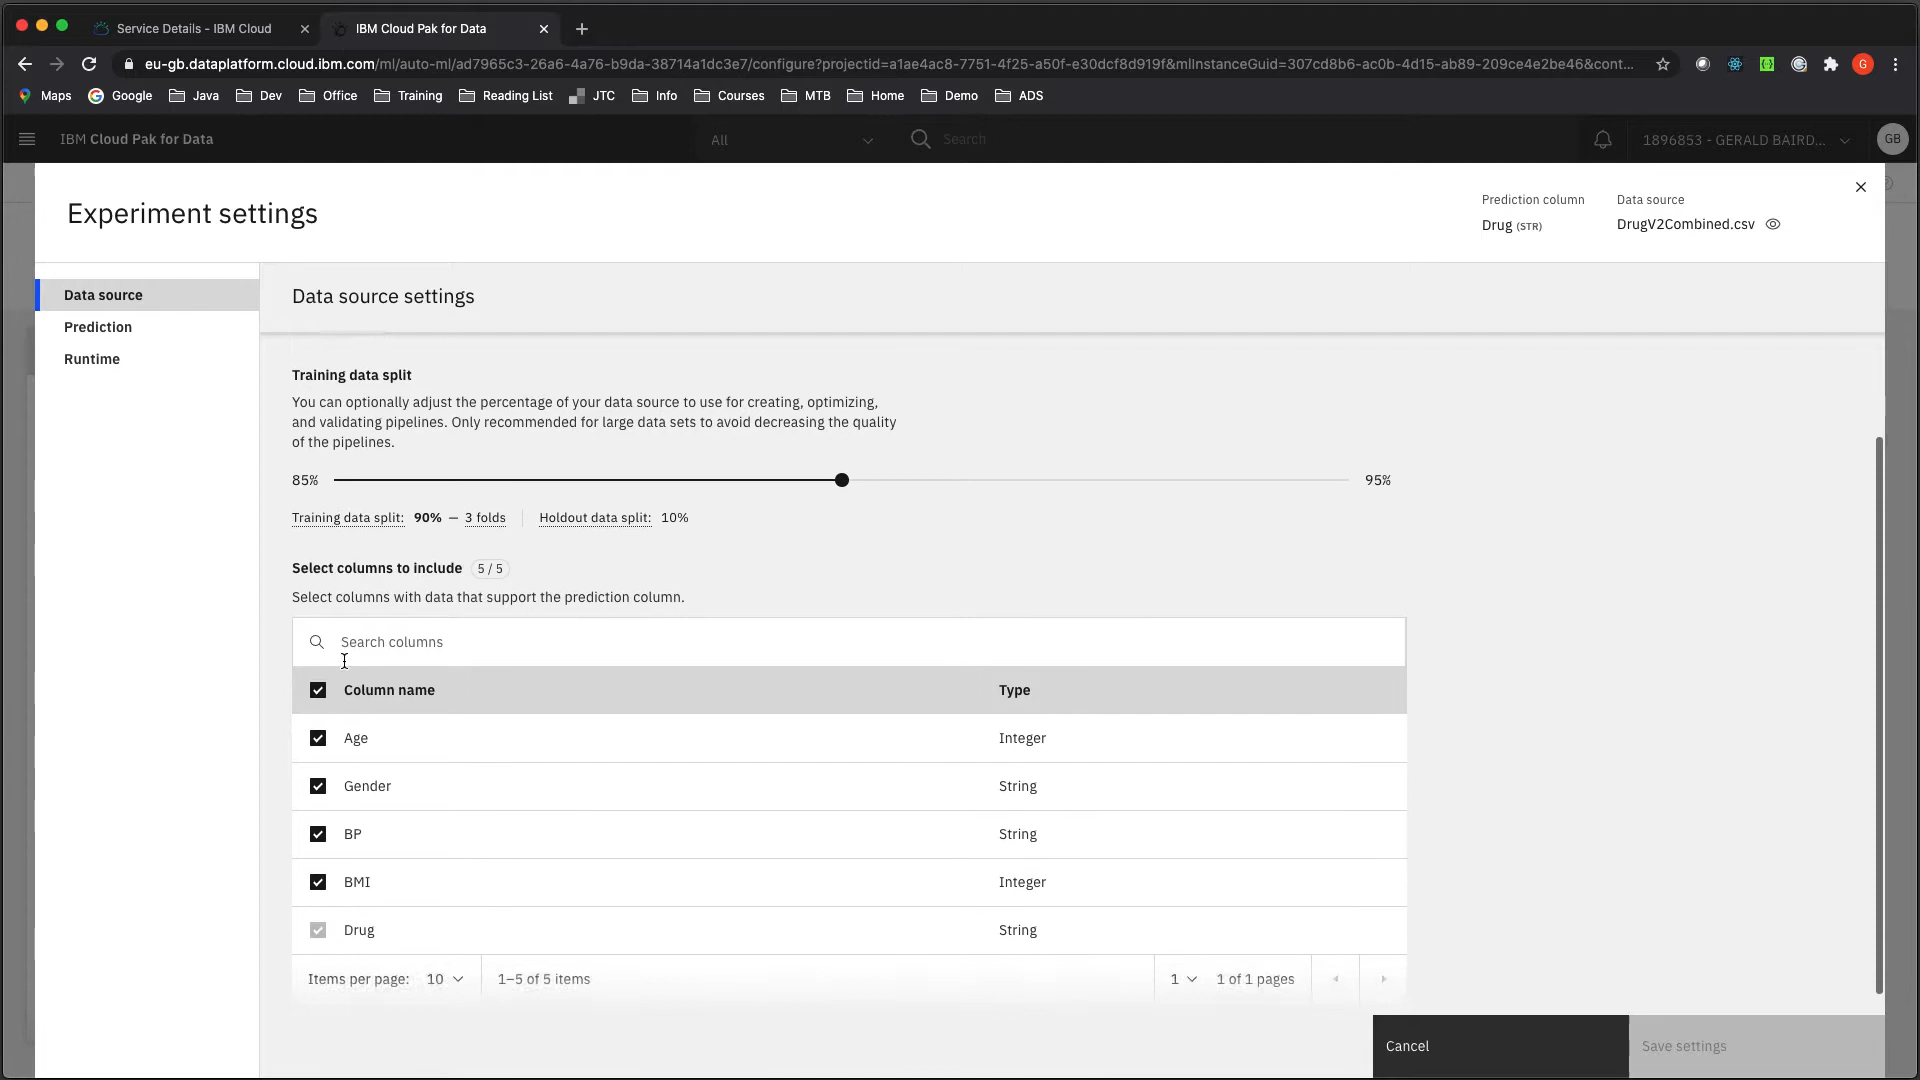 Service Details - IBM Cloud
IBM Cloud Pak for Data
eu-gb.dataplatform.cloud.ibm.com/ml/auto-ml/ad7965c3-26a6-4a76-b9da-38714a1dc3e7/configure?projectid=a1ae4ac8-7751-4f25-a50f-e30dcf8d919f&mlInstanceGuid=307cd8b6-ac0b-4d15-ab89-209ce4e2be46&cont...
G
Maps Google Java Dev Office Training Reading List JTC Info Courses MTB Home Demo ADS
IBM Cloud Pak for Data All Search 1896853 - GERALD BAIRD... GB
Experiment settings
Prediction column
Drug (STR)
Data source
DrugV2Combined.csv
Data source
Prediction
Runtime
Data source settings
Training data split
You can optionally adjust the percentage of your data source to use for creating, optimizing,
and validating pipelines. Only recommended for large data sets to avoid decreasing the quality
of the pipelines.
85% 95%
Training data split: 90% — 3 folds Holdout data split: 10%
Select columns to include 5 / 5
Select columns with data that support the prediction column.
Search columns
Column name Type
Age Integer
Gender String
BP String
BMI Integer
Drug String
Items per page: 10 1–5 of 5 items 1 1 of 1 pages
Cancel Save settings